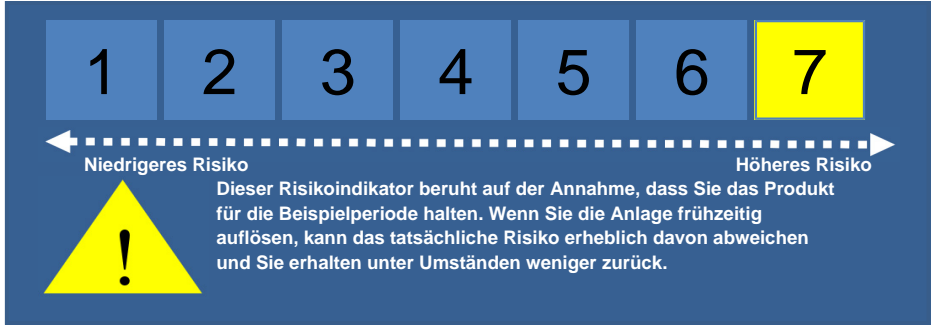 1 2 3 4 5 6 7
Niedrigeres Risiko Höheres Risiko
Dieser Risikoindikator beruht auf der Annahme, dass Sie das Produkt
für die Beispielperiode halten. Wenn Sie die Anlage frühzeitig
auflösen, kann das tatsächliche Risiko erheblich davon abweichen
und Sie erhalten unter Umständen weniger zurück.
!